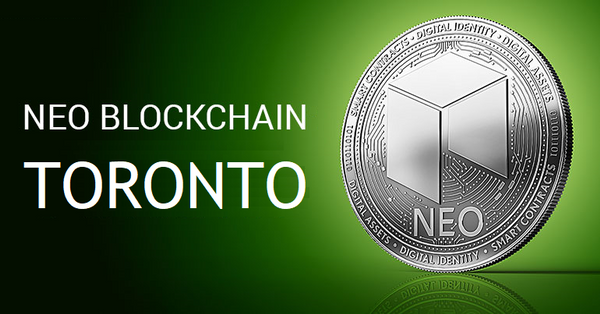 NEO BLOCKCHAIN
TORONTO
SMART CONTRACTS • DIGITAL IDENTITY • DIGITAL ASSETS
NEO
DIGITAL ASSETS • DIGITAL IDENTITY • SMART CONTRACTS